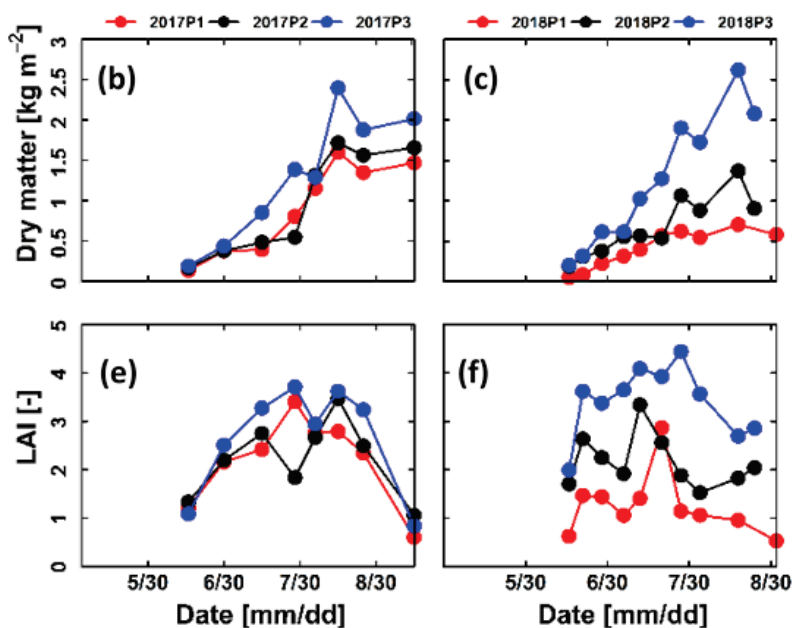 2017P1 2017P2 2017P3
2018P1 2018P2 2018P3
Dry matter [kg m⁻²]
3
2.5
2
1.5
1
0.5
0
(b)
(c)
LAI [-]
5
4
3
2
1
0
(e)
(f)
5/30 6/30 7/30 8/30
5/30 6/30 7/30 8/30
Date [mm/dd]
Date [mm/dd]